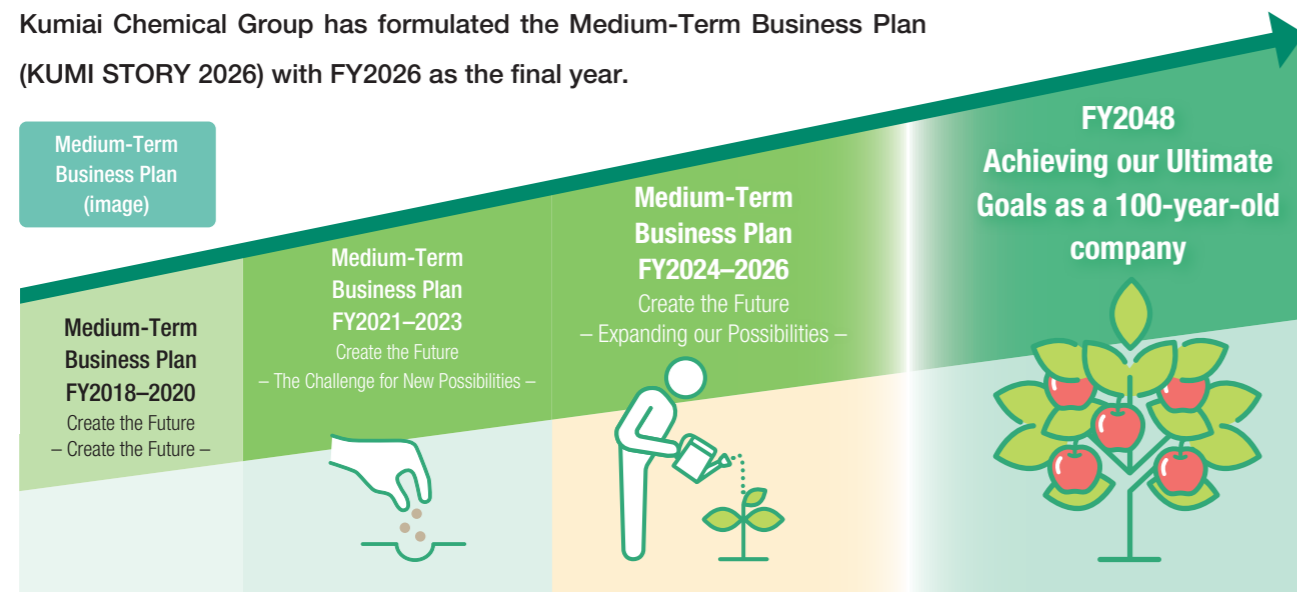 Kumiai Chemical Group has formulated the Medium-Term Business Plan
(KUMI STORY 2026) with FY2026 as the final year.
Medium-Term
Business Plan
(image)
Medium-Term
Business Plan
FY2018–2020
Create the Future
– Create the Future –
Medium-Term
Business Plan
FY2021–2023
Create the Future
– The Challenge for New Possibilities –
Medium-Term
Business Plan
FY2024–2026
Create the Future
– Expanding our Possibilities –
FY2048
Achieving our Ultimate
Goals as a 100-year-old
company